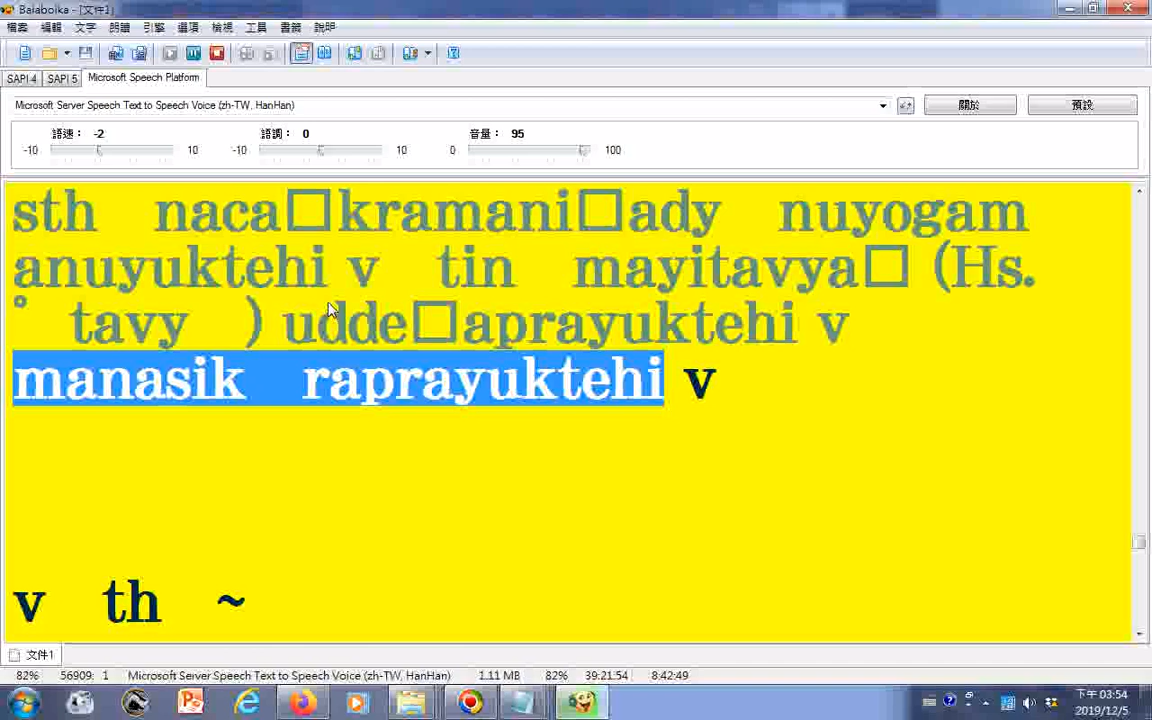 Balabolka - [文件1]
檔案 編輯 文字 朗讀 引擎 選項 檢視 工具 書籤 說明
SAPI 4 SAPI 5 Microsoft Speech Platform
Microsoft Server Speech Text to Speech Voice (zh-TW, HanHan) 關於 預設
語速： -2 語調： 0 音量： 95
-10 10 -10 10 0 100
sth naca□kramani□ady nuyogam
anuyuktehi v tin mayitavya□ (Hs.
° tavy ) udde□aprayuktehi v
manasik raprayuktehi v
v th ~
文件1
82% 56909: 1 Microsoft Server Speech Text to Speech Voice (zh-TW, HanHan) 1.11 MB 82% 39:21:54 8:42:49
下午 03:54
2019/12/5